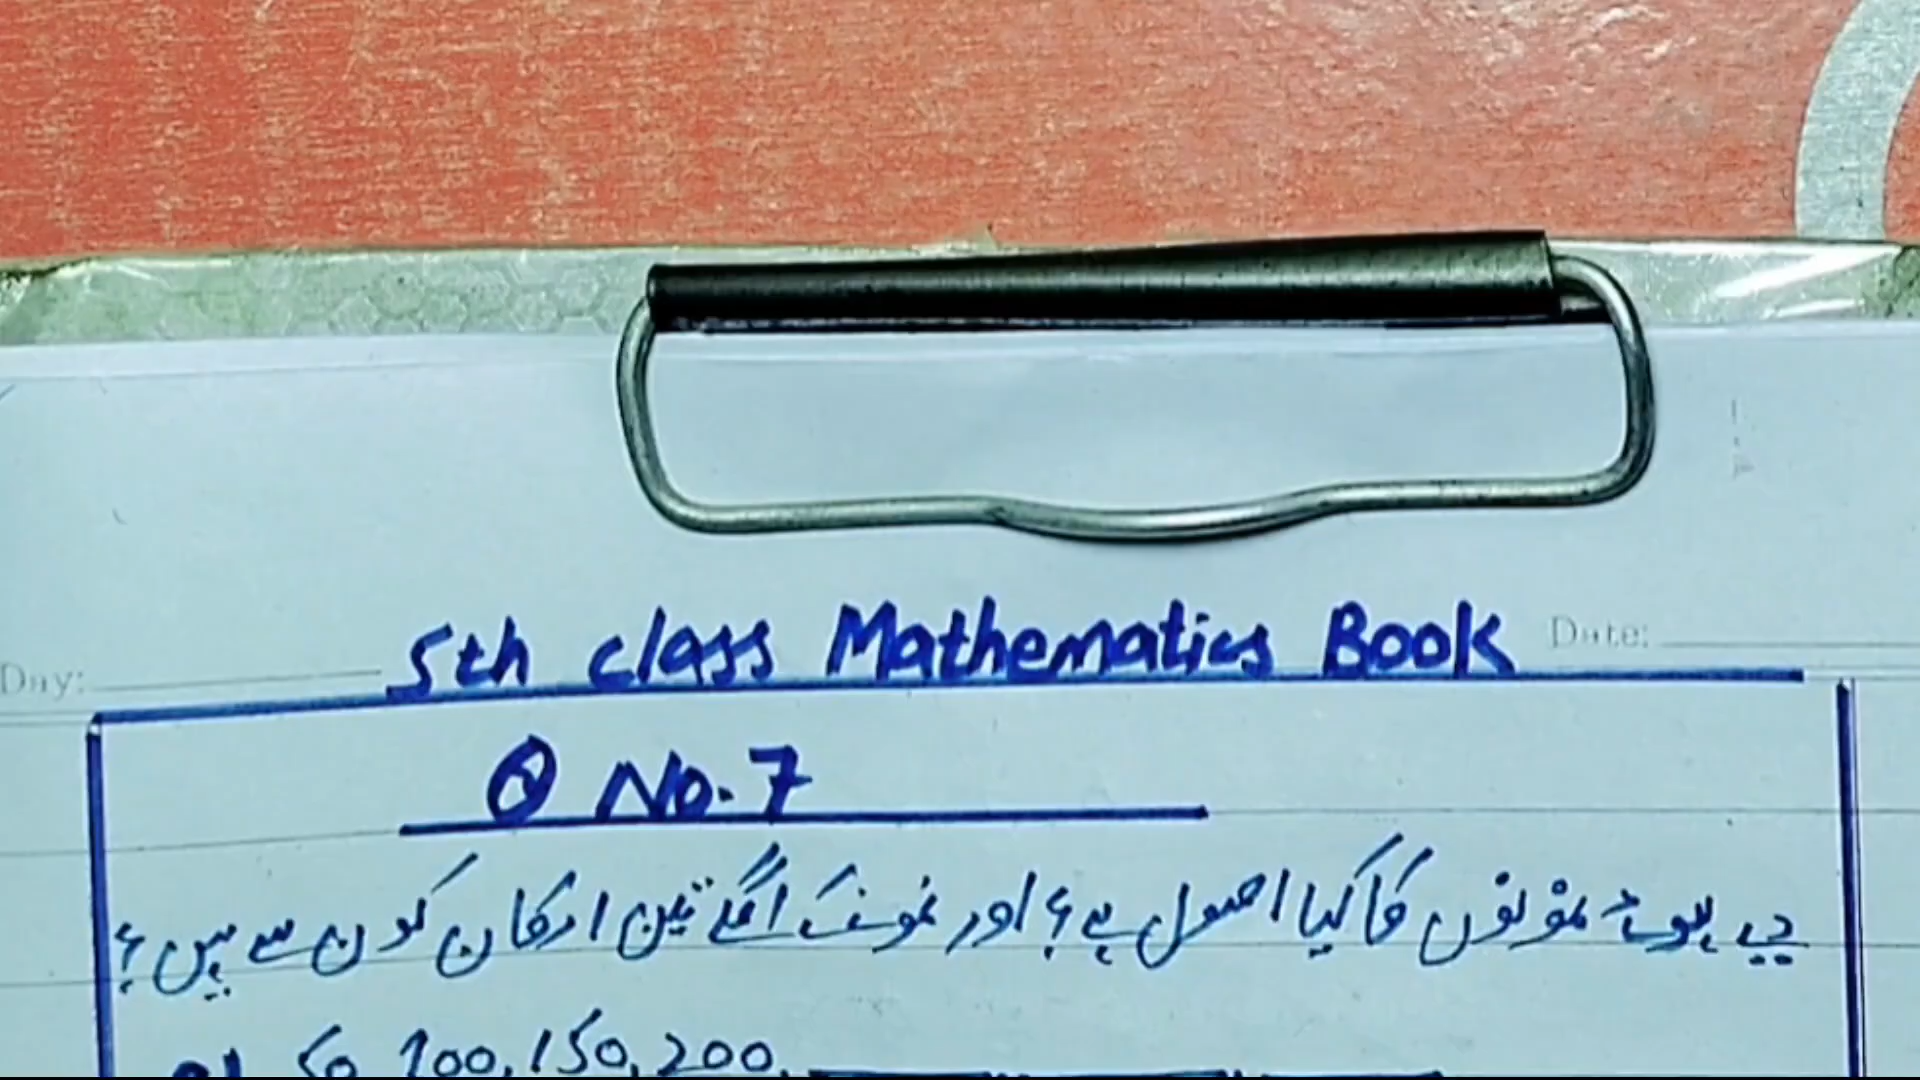 5th class Mathematics Book
Day:
Date:
Q No. 7
دیے ہوئے نمونوں کا کیا اصول ہے؟ اور نمونے کے اگلے تین ارکان کون سے ہیں؟
50, 100, 150, 200,